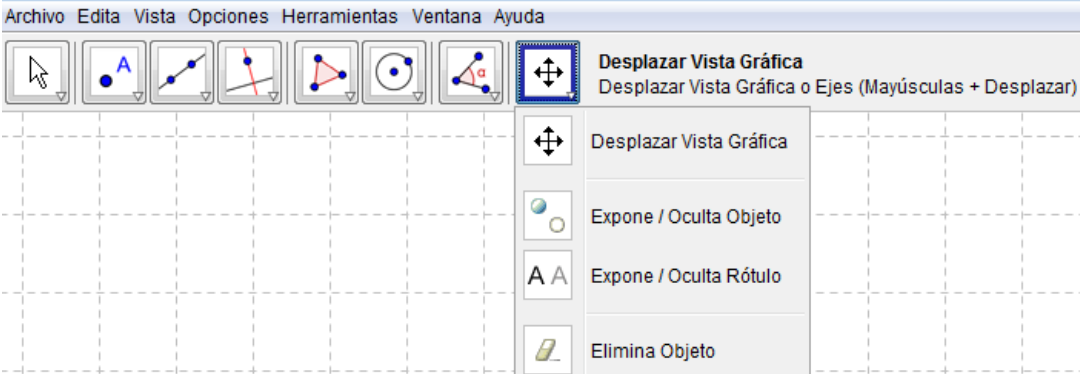 Archivo Edita Vista Opciones Herramientas Ventana Ayuda
A
α
Desplazar Vista Gráfica
Desplazar Vista Gráfica o Ejes (Mayúsculas + Desplazar)
Desplazar Vista Gráfica
Expone / Oculta Objeto
A A
Expone / Oculta Rótulo
Elimina Objeto